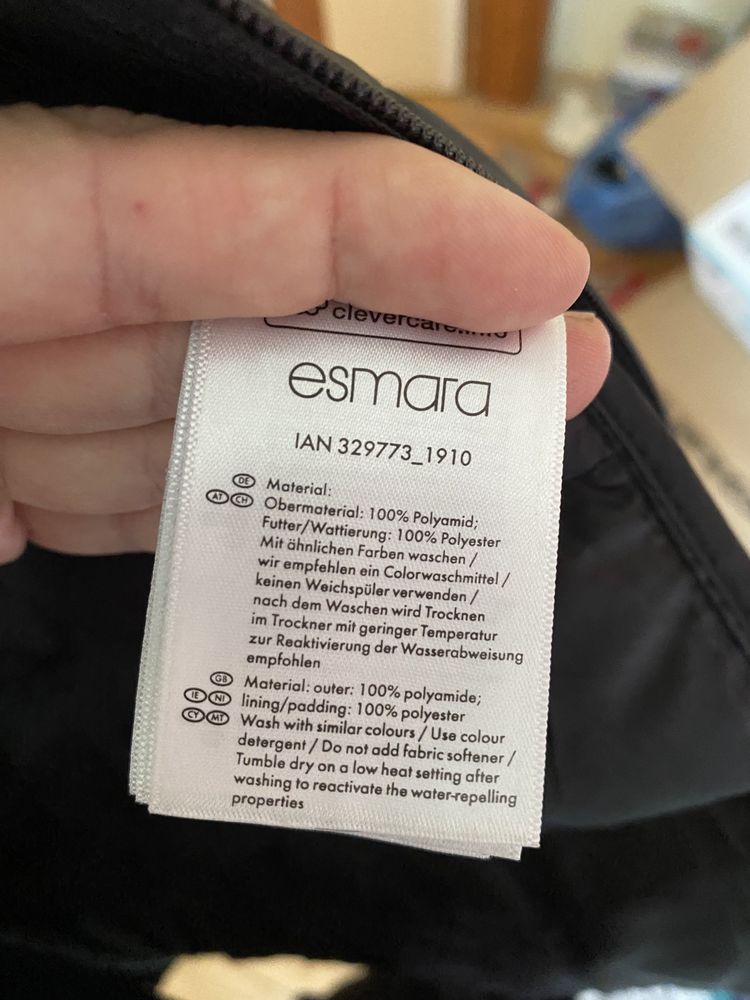 clevercare.info
esmara
IAN 329773_1910
DE Material:
AT CH Obermaterial: 100% Polyamid;
Futter/Wattierung: 100% Polyester
Mit ähnlichen Farben waschen /
wir empfehlen ein Colorwaschmittel /
keinen Weichspüler verwenden /
nach dem Waschen wird Trocknen
im Trockner mit geringer Temperatur
zur Reaktivierung der Wasserabweisung
empfohlen
GB Material: outer: 100% polyamide;
IE NI lining/padding: 100% polyester
CY MT Wash with similar colours / Use colour
detergent / Do not add fabric softener /
Tumble dry on a low heat setting after
washing to reactivate the water-repelling
properties